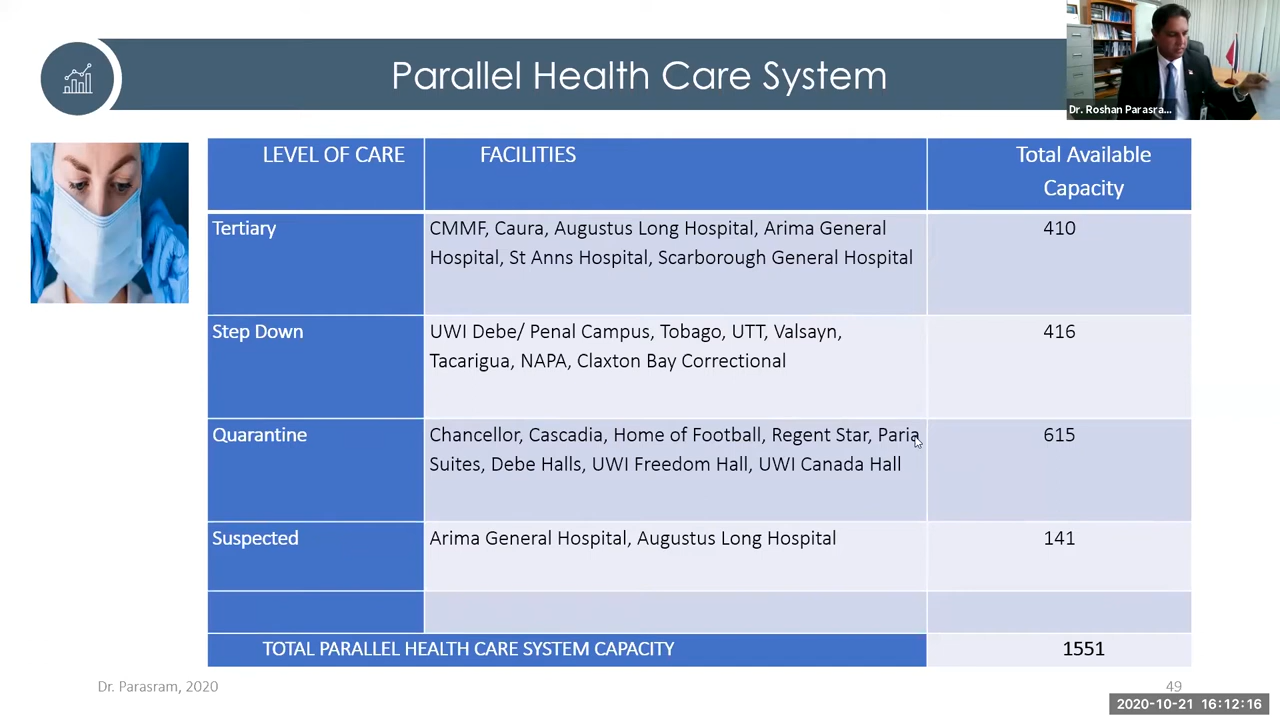 Parallel Health Care System
Dr. Roshan Parasra...
LEVEL OF CARE
FACILITIES
Total Available
Capacity
Tertiary
CMMF, Caura, Augustus Long Hospital, Arima General
Hospital, St Anns Hospital, Scarborough General Hospital
410
Step Down
UWI Debe/ Penal Campus, Tobago, UTT, Valsayn,
Tacarigua, NAPA, Claxton Bay Correctional
416
Quarantine
Chancellor, Cascadia, Home of Football, Regent Star, Paria
Suites, Debe Halls, UWI Freedom Hall, UWI Canada Hall
615
Suspected
Arima General Hospital, Augustus Long Hospital
141
TOTAL PARALLEL HEALTH CARE SYSTEM CAPACITY
1551
Dr. Parasram, 2020
49
2020-10-21 16:12:16